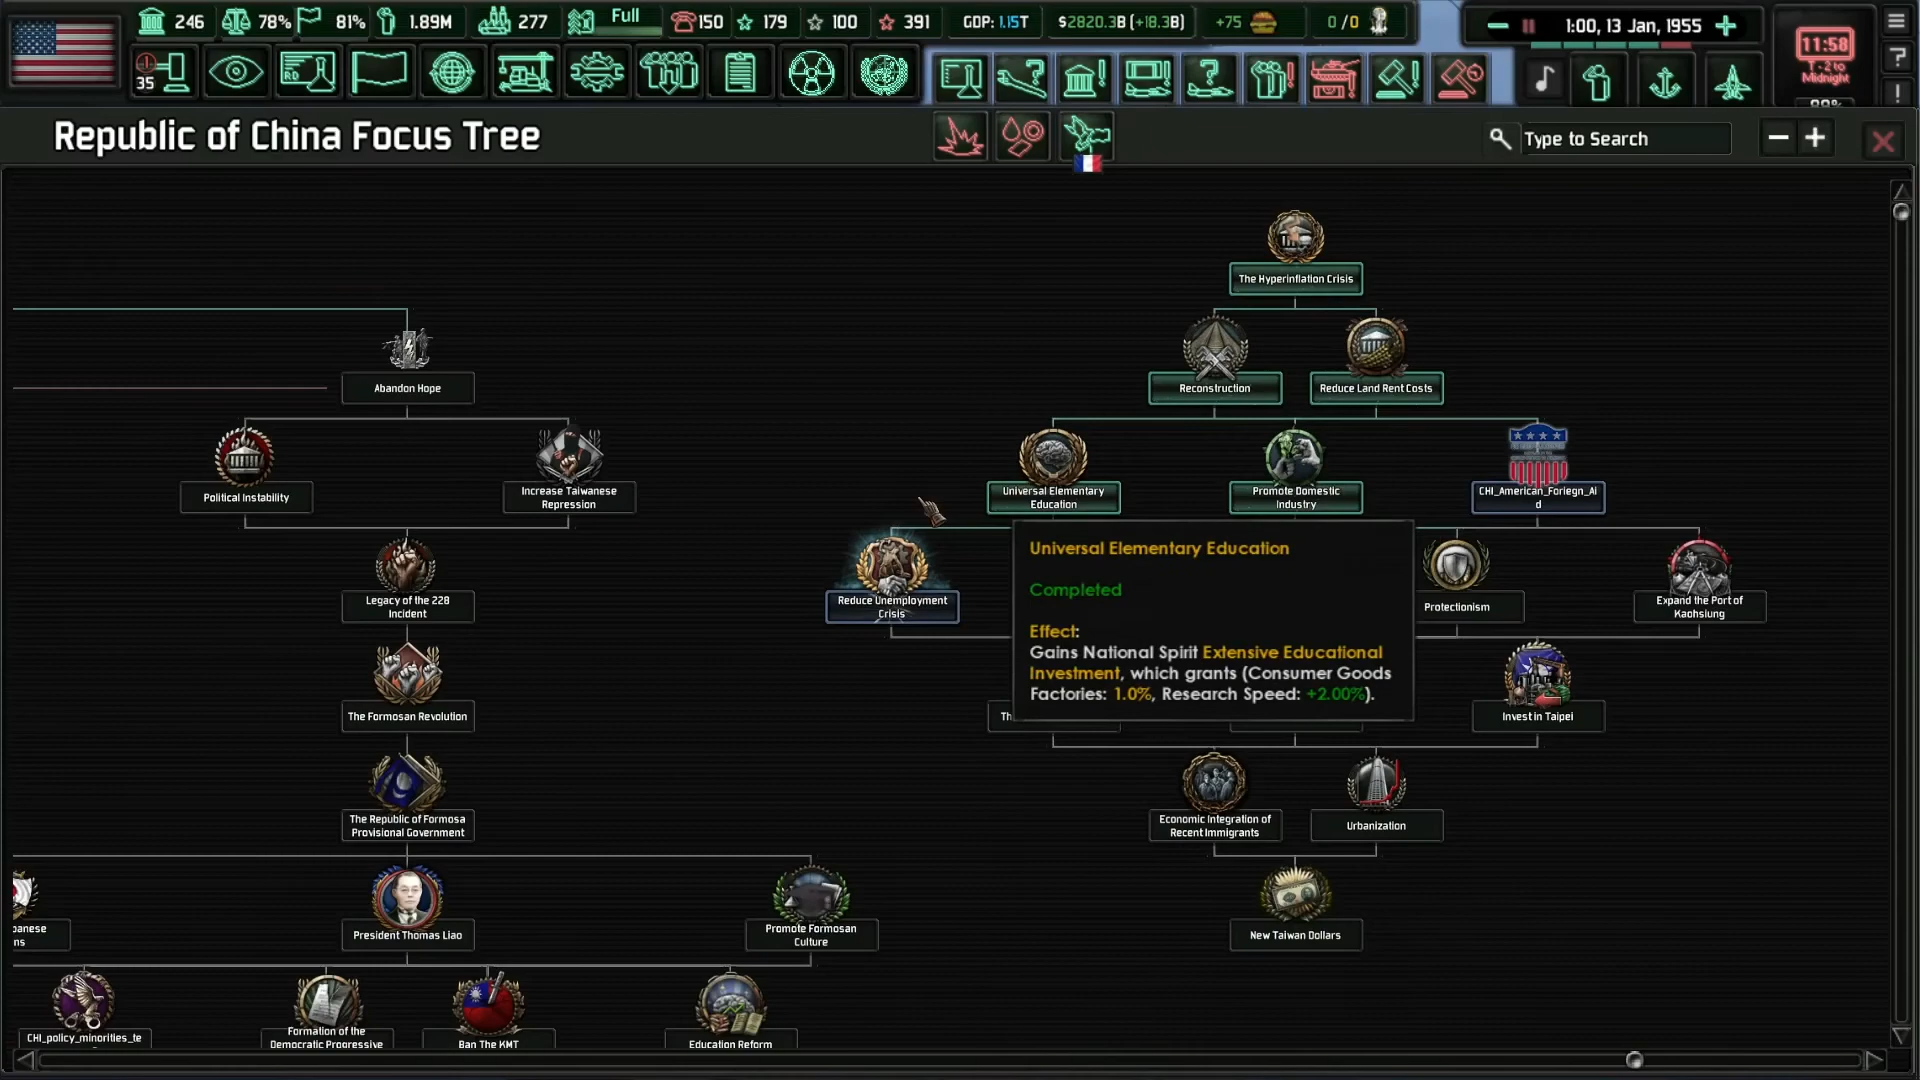 246
78%
81%
1.89M
277
Full
150
179
100
391
GDP: 1.15T
$2820.3B (+18.3B)
+75
0 / 0
1:00, 13 Jan, 1955
11:58
T-2 to
Midnight
35
RD
Republic of China Focus Tree
Type to Search
The Hyperinflation Crisis
Reconstruction
Reduce Land Rent Costs
Abandon Hope
Political Instability
Increase Taiwanese
Repression
Universal Elementary
Education
Promote Domestic
Industry
CHI_American_Foriegn_Ai
d
Legacy of the 228
Incident
Reduce Unemployment
Crisis
Protectionism
Expand the Port of
Kaohsiung
Universal Elementary Education
Completed
Effect:
Gains National Spirit Extensive Educational
Investment, which grants (Consumer Goods
Factories: 1.0%, Research Speed: +2.00%).
The Formosan Revolution
Th
Invest in Taipei
The Republic of Formosa
Provisional Government
Economic Integration of
Recent Immigrants
Urbanization
panese
ns
President Thomas Liao
Promote Formosan
Culture
New Taiwan Dollars
CHI_policy_minorities_te
Formation of the
Democratic Progressive
Ban The KMT
Education Reform